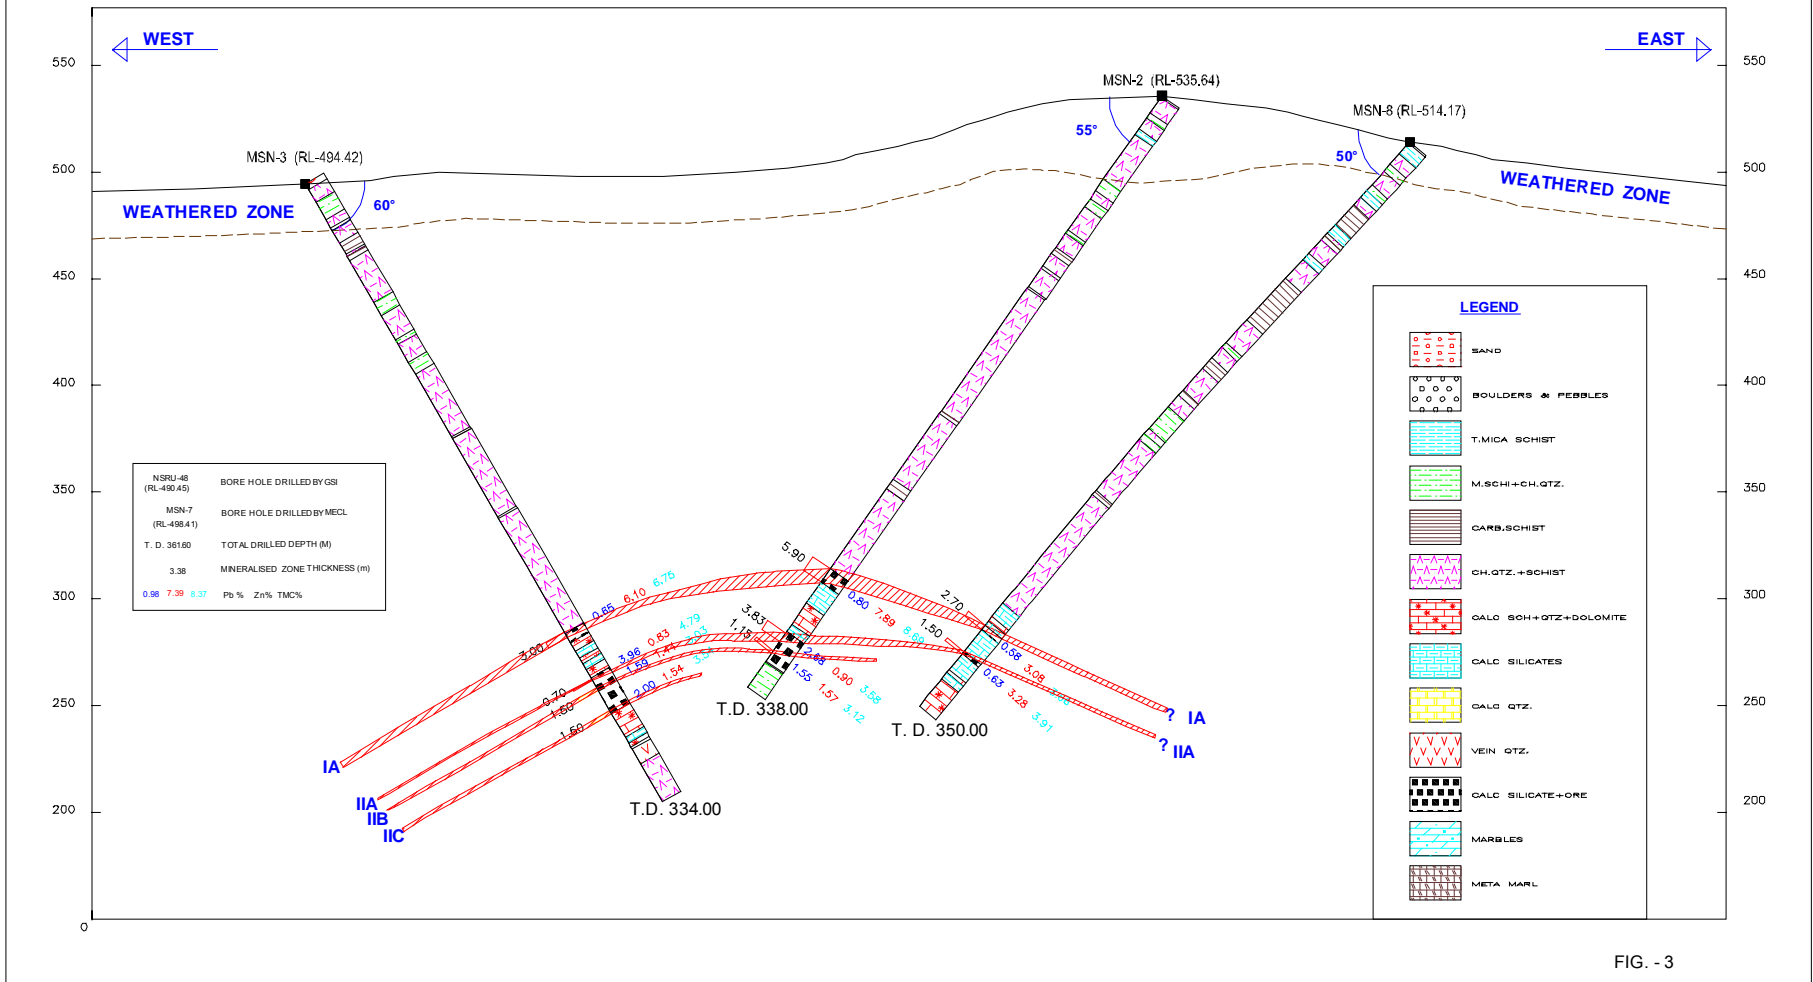 WEST
EAST
550
550
MSN-2 (RL-535.64)
MSN-8 (RL-514.17)
55°
50°
MSN-3 (RL-494.42)
500
500
WEATHERED ZONE
60°
WEATHERED ZONE
450
450
400
400
350
350
300
300
250
250
200
200
0
LEGEND
SAND
BOULDERS & PEBBLES
T.MICA SCHIST
M.SCHI+CH.QTZ.
CARB.SCHIST
CH.QTZ.+SCHIST
CALC SCH+QTZ+DOLOMITE
CALC SILICATES
CALC QTZ.
VEIN QTZ.
CALC SILICATE+ORE
MARBLES
META MARL
NSRU-48 (RL-490.45) BORE HOLE DRILLED BY GSI
MSN-7 (RL-498.41) BORE HOLE DRILLED BY MECL
T. D. 361.60 TOTAL DRILLED DEPTH (M)
3.38 MINERALISED ZONE THICKNESS (m)
0.98 7.39 8.37 Pb % Zn% TMC%
5.90
0.65 6.10 6.75
3.00
3.83
1.15
0.80 7.89 8.69
2.70
1.50
3.96 0.83 4.79
1.59 1.44
2.00 1.54
0.70
1.50
1.50
2.68 0.90 3.58
1.55 1.57 3.12
0.58 3.08
0.63 3.28 3.91
T.D. 338.00
T. D. 350.00
T.D. 334.00
IA
IIA
IIB
IIC
? IA
? IIA
FIG. - 3